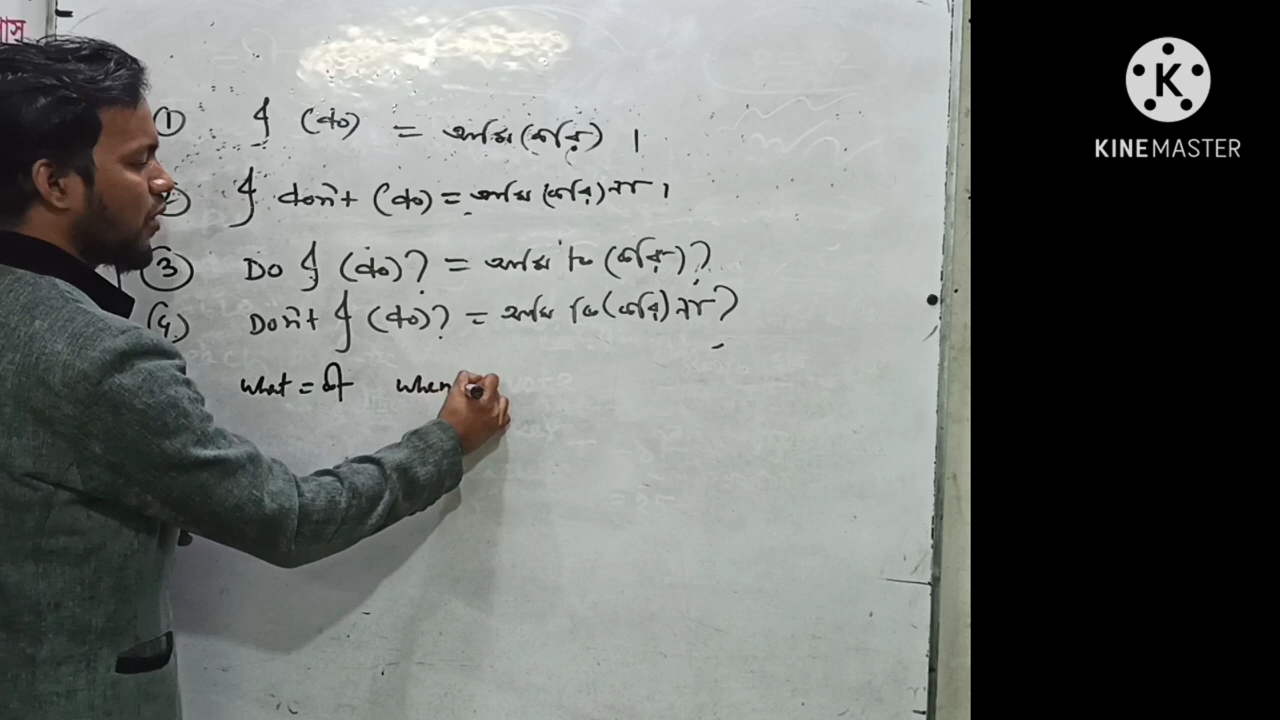 ① I (do) = আমি (করি) ।
② I don't (do) = আমি (করি) না ।
③ Do I (do)? = আমি কি (করি)?
④ Don't I (do)? = আমি কি (করি) না?
what = কী when
KINEMASTER